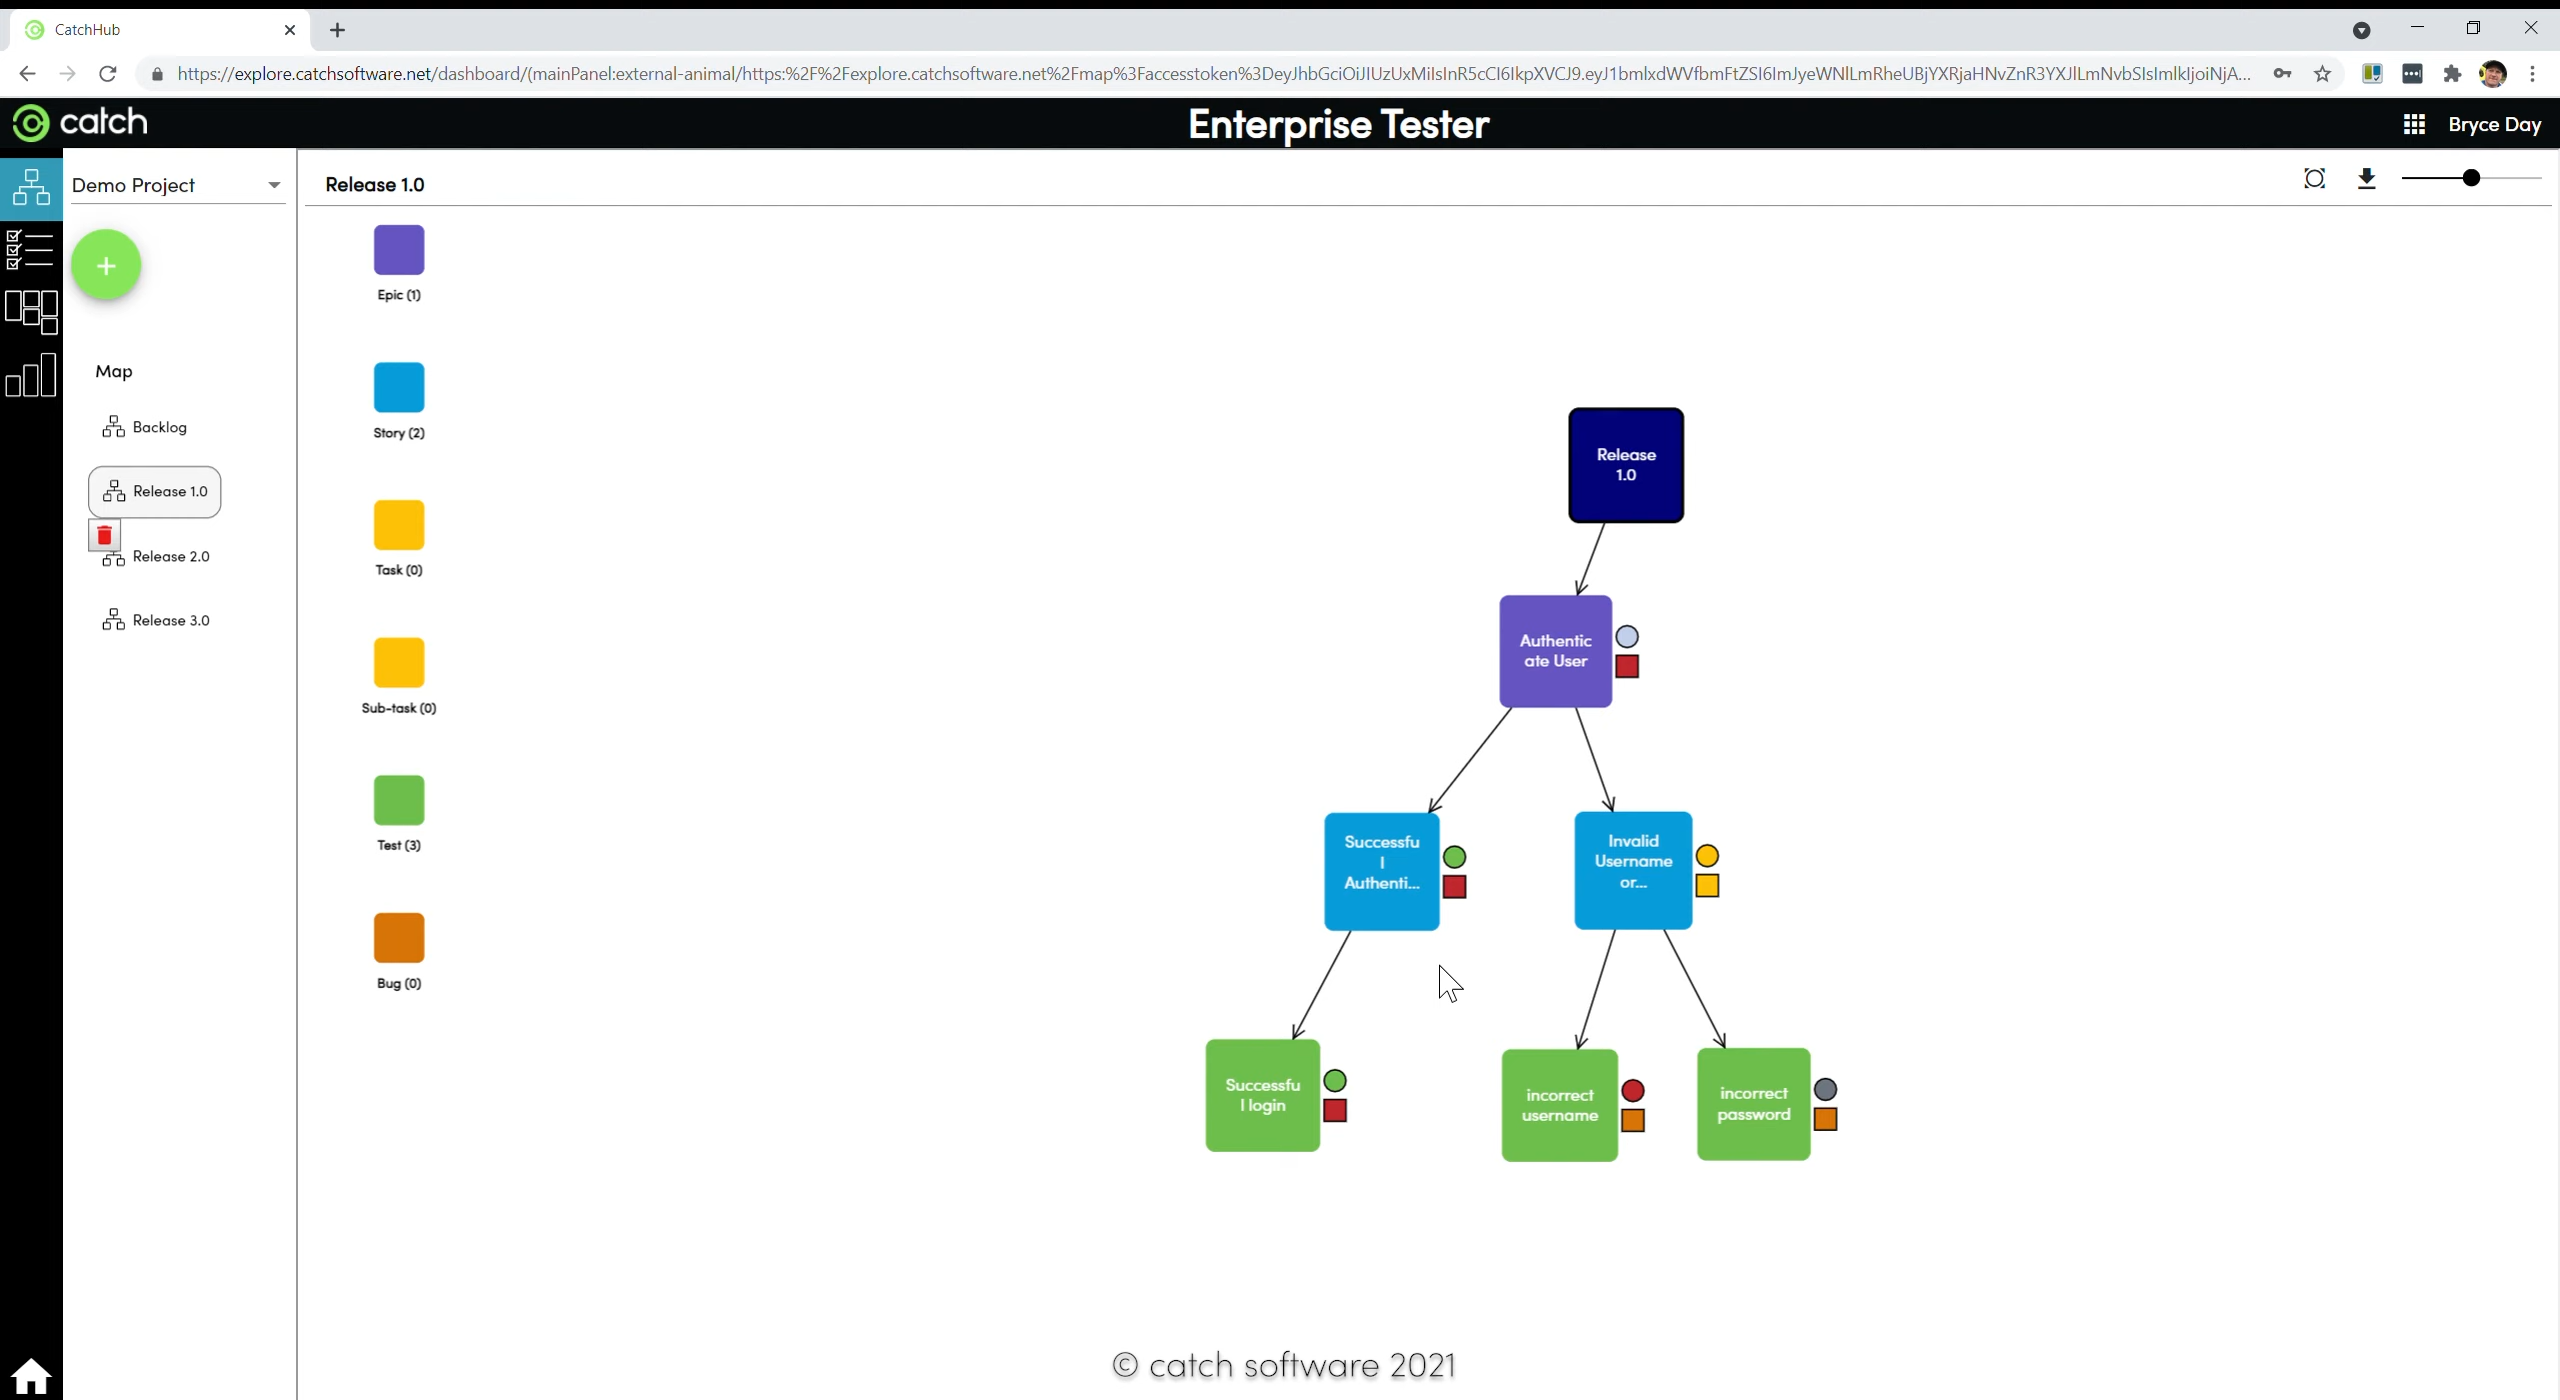 CatchHub
https://explore.catchsoftware.net/dashboard/(mainPanel:external-animal/https:%2F%2Fexplore.catchsoftware.net%2Fmap%3Faccesstoken%3DeyJhbGciOiJIUzUxMiIsInR5cCI6IkpXVCJ9.eyJ1bmlxdWVfbmFtZSI6ImJyeWNlLmRheUBjYXRjaHNvZnR3YXJlLmNvbSIsImlkIjoiNjA...
catch
Enterprise Tester
Bryce Day
Demo Project
Release 1.0
+
Map
Backlog
Release 1.0
Release 2.0
Release 3.0
Epic (1)
Story (2)
Task (0)
Sub-task (0)
Test (3)
Bug (0)
Release
1.0
Authentic
ate User
Successfu
l
Authenti...
Invalid
Username
or...
Successfu
l login
incorrect
username
incorrect
password
© catch software 2021